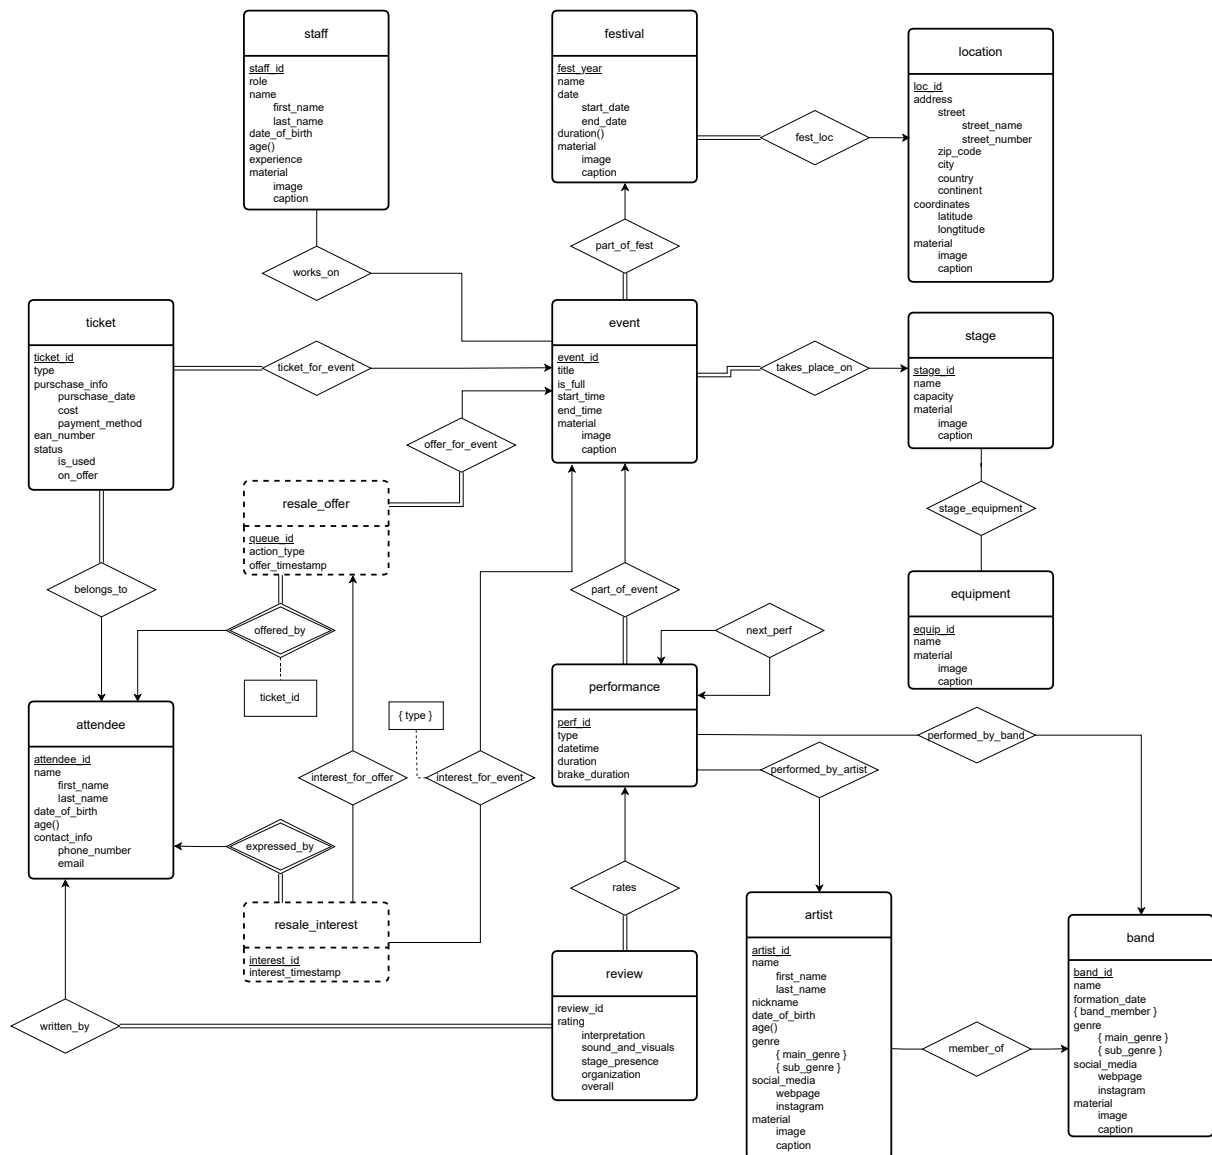 staff
staff_id
role
name
first_name
last_name
date_of_birth
age()
experience
material
image
caption
festival
fest_year
name
date
start_date
end_date
duration()
material
image
caption
location
loc_id
address
street
street_name
street_number
zip_code
city
country
continent
coordinates
latitude
longtitude
material
image
caption
fest_loc
part_of_fest
works_on
ticket
ticket_id
type
purschase_info
purschase_date
cost
payment_method
ean_number
status
is_used
on_offer
ticket_for_event
event
event_id
title
is_full
start_time
end_time
material
image
caption
takes_place_on
stage
stage_id
name
capacity
material
image
caption
offer_for_event
resale_offer
queue_id
action_type
offer_timestamp
stage_equipment
belongs_to
offered_by
ticket_id
part_of_event
next_perf
equipment
equip_id
name
material
image
caption
attendee
attendee_id
name
first_name
last_name
date_of_birth
age()
contact_info
phone_number
email
{ type }
interest_for_offer
interest_for_event
performance
perf_id
type
datetime
duration
brake_duration
performed_by_band
performed_by_artist
expressed_by
rates
resale_interest
interest_id
interest_timestamp
written_by
review
review_id
rating
interpretation
sound_and_visuals
stage_presence
organization
overall
artist
artist_id
name
first_name
last_name
nickname
date_of_birth
age()
genre
{ main_genre }
{ sub_genre }
social_media
webpage
instagram
material
image
caption
member_of
band
band_id
name
formation_date
{ band_member }
genre
{ main_genre }
{ sub_genre }
social_media
webpage
instagram
material
image
caption